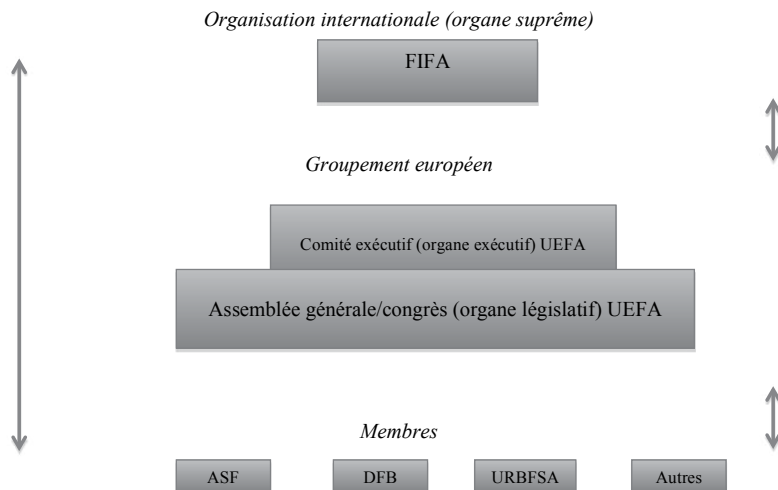 Organisation internationale (organe suprême)
FIFA
Groupement européen
Comité exécutif (organe exécutif) UEFA
Assemblée générale/congrès (organe législatif) UEFA
Membres
ASF
DFB
URBFSA
Autres